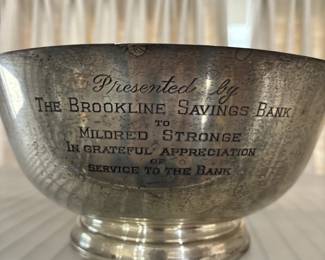 Presented by
THE BROOKLINE SAVINGS BANK
TO
MILDRED STRONGE
IN GRATEFUL APPRECIATION
OF
SERVICE TO THE BANK